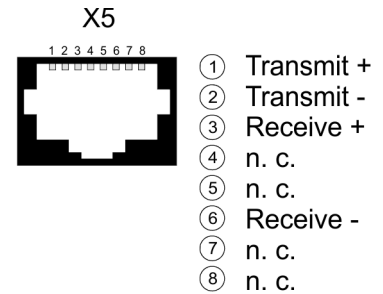 X5
1 2 3 4 5 6 7 8
1 Transmit +
2 Transmit -
3 Receive +
4 n. c.
5 n. c.
6 Receive -
7 n. c.
8 n. c.